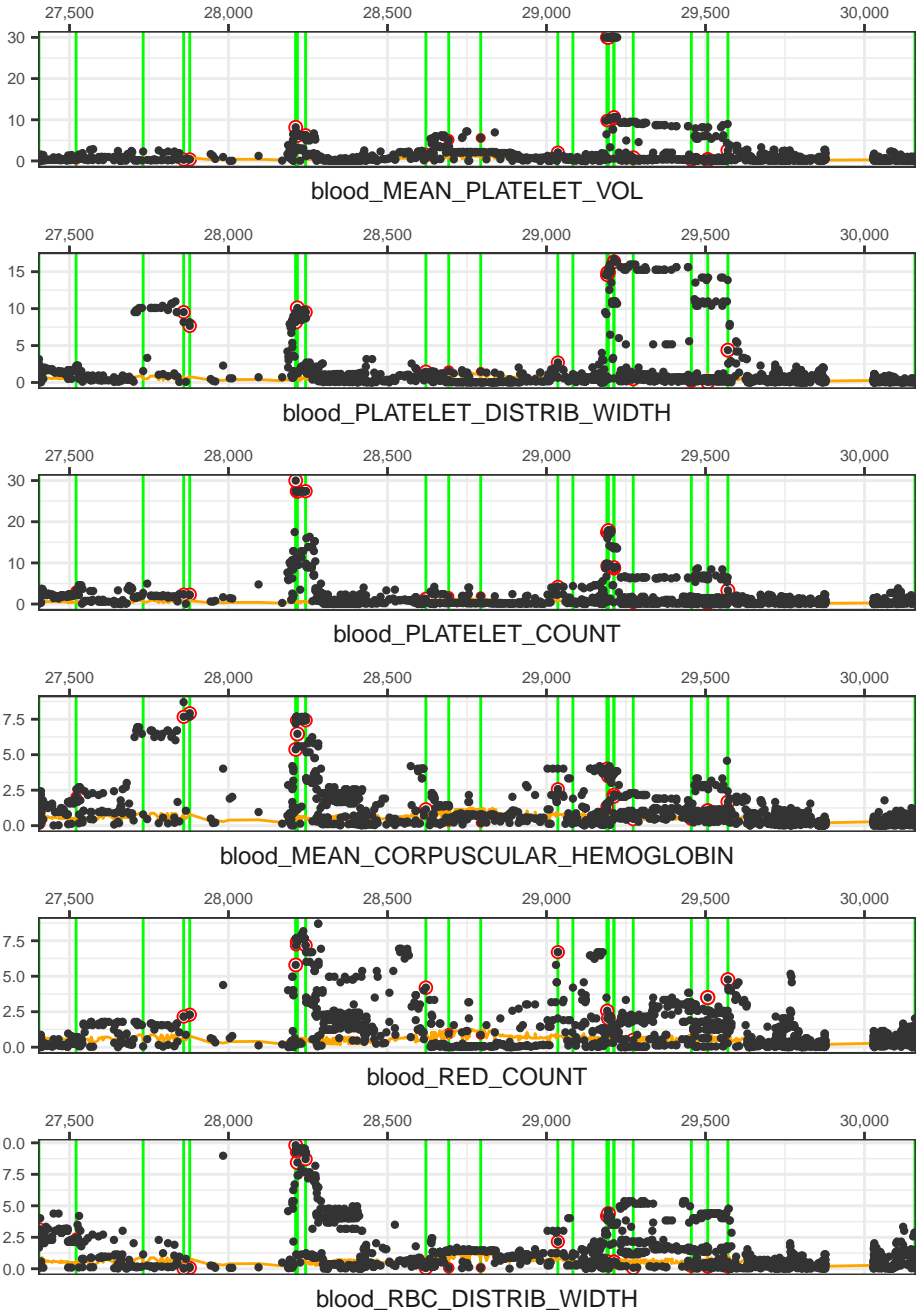 27,500 28,000 28,500 29,000 29,500 30,000
30
20
10
0
blood_MEAN_PLATELET_VOL
27,500 28,000 28,500 29,000 29,500 30,000
15
10
5
0
blood_PLATELET_DISTRIB_WIDTH
27,500 28,000 28,500 29,000 29,500 30,000
30
20
10
0
blood_PLATELET_COUNT
27,500 28,000 28,500 29,000 29,500 30,000
7.5
5.0
2.5
0.0
blood_MEAN_CORPUSCULAR_HEMOGLOBIN
27,500 28,000 28,500 29,000 29,500 30,000
7.5
5.0
2.5
0.0
blood_RED_COUNT
27,500 28,000 28,500 29,000 29,500 30,000
0.0
7.5
5.0
2.5
0.0
blood_RBC_DISTRIB_WIDTH